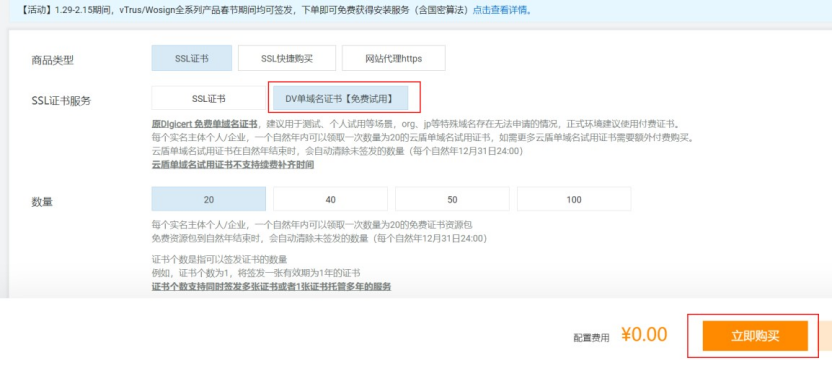 【活动】1.29-2.15期间，vTrus/Wosign全系列产品春节期间均可签发，下单即可免费获得安装服务（含国密算法）点击查看详情。
商品类型
SSL证书
SSL快捷购买
网站代理https
SSL证书服务
SSL证书
DV单域名证书【免费试用】
原DIgicert 免费单域名证书，建议用于测试、个人试用等场景，org、jp等特殊域名存在无法申请的情况，正式环境建议使用付费证书。
每个实名主体个人/企业，一个自然年内可以领取一次数量为20的云盾单域名试用证书，如需更多云盾单域名试用证书需要额外付费购买。
云盾单域名试用证书在自然年结束时，会自动清除未签发的数量（每个自然年12月31日24:00）
云盾单域名试用证书不支持续费补齐时间
数量
20
40
50
100
每个实名主体个人/企业，一个自然年内可以领取一次数量为20的免费证书资源包
免费资源包到自然年结束时，会自动清除未签发的数量（每个自然年12月31日24:00）
证书个数是指可以签发证书的数量
例如，证书个数为1，将签发一张有效期为1年的证书
证书个数支持同时签发多张证书或者1张证书托管多年的服务
配置费用
¥0.00
立即购买